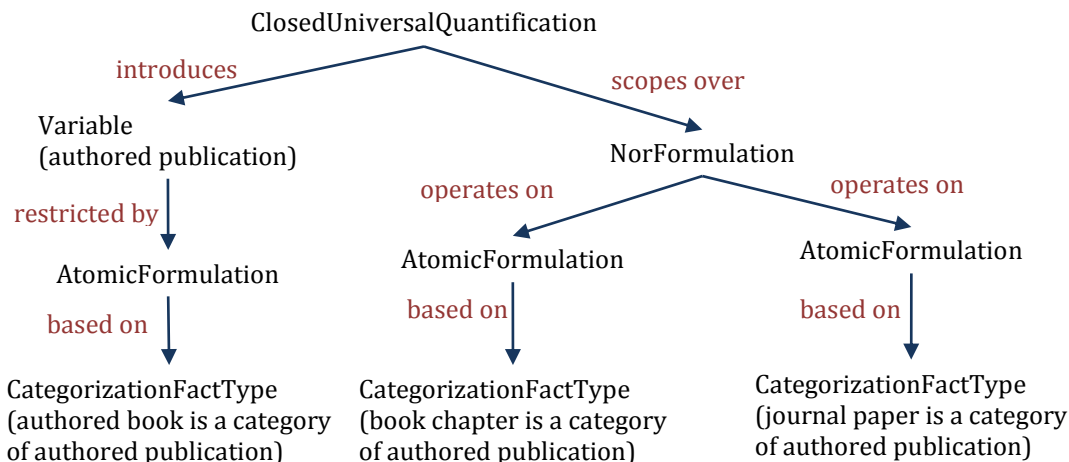 ClosedUniversalQuantification
introduces
scopes over
Variable
(authored publication)
NorFormulation
operates on
operates on
restricted by
AtomicFormulation
AtomicFormulation
AtomicFormulation
based on
based on
based on
CategorizationFactType
(authored book is a category
of authored publication)
CategorizationFactType
(book chapter is a category
of authored publication)
CategorizationFactType
(journal paper is a category
of authored publication)